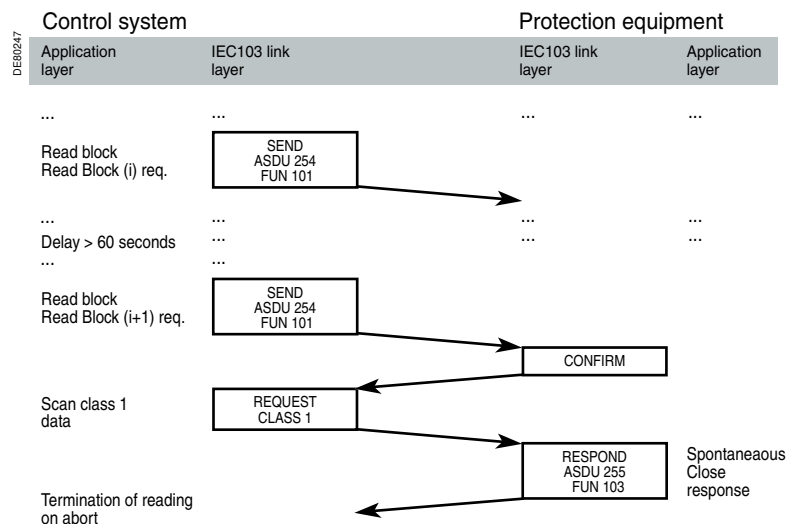 Control system
Protection equipment
DE80247
Application layer
IEC103 link layer
IEC103 link layer
Application layer
...
...
...
...
Read block
Read Block (i) req.
SEND
ASDU 254
FUN 101
...
...
...
...
Delay > 60 seconds
...
...
...
...
...
Read block
Read Block (i+1) req.
SEND
ASDU 254
FUN 101
CONFIRM
Scan class 1
data
REQUEST
CLASS 1
RESPOND
ASDU 255
FUN 103
Spontaneaous
Close
response
Termination of reading
on abort